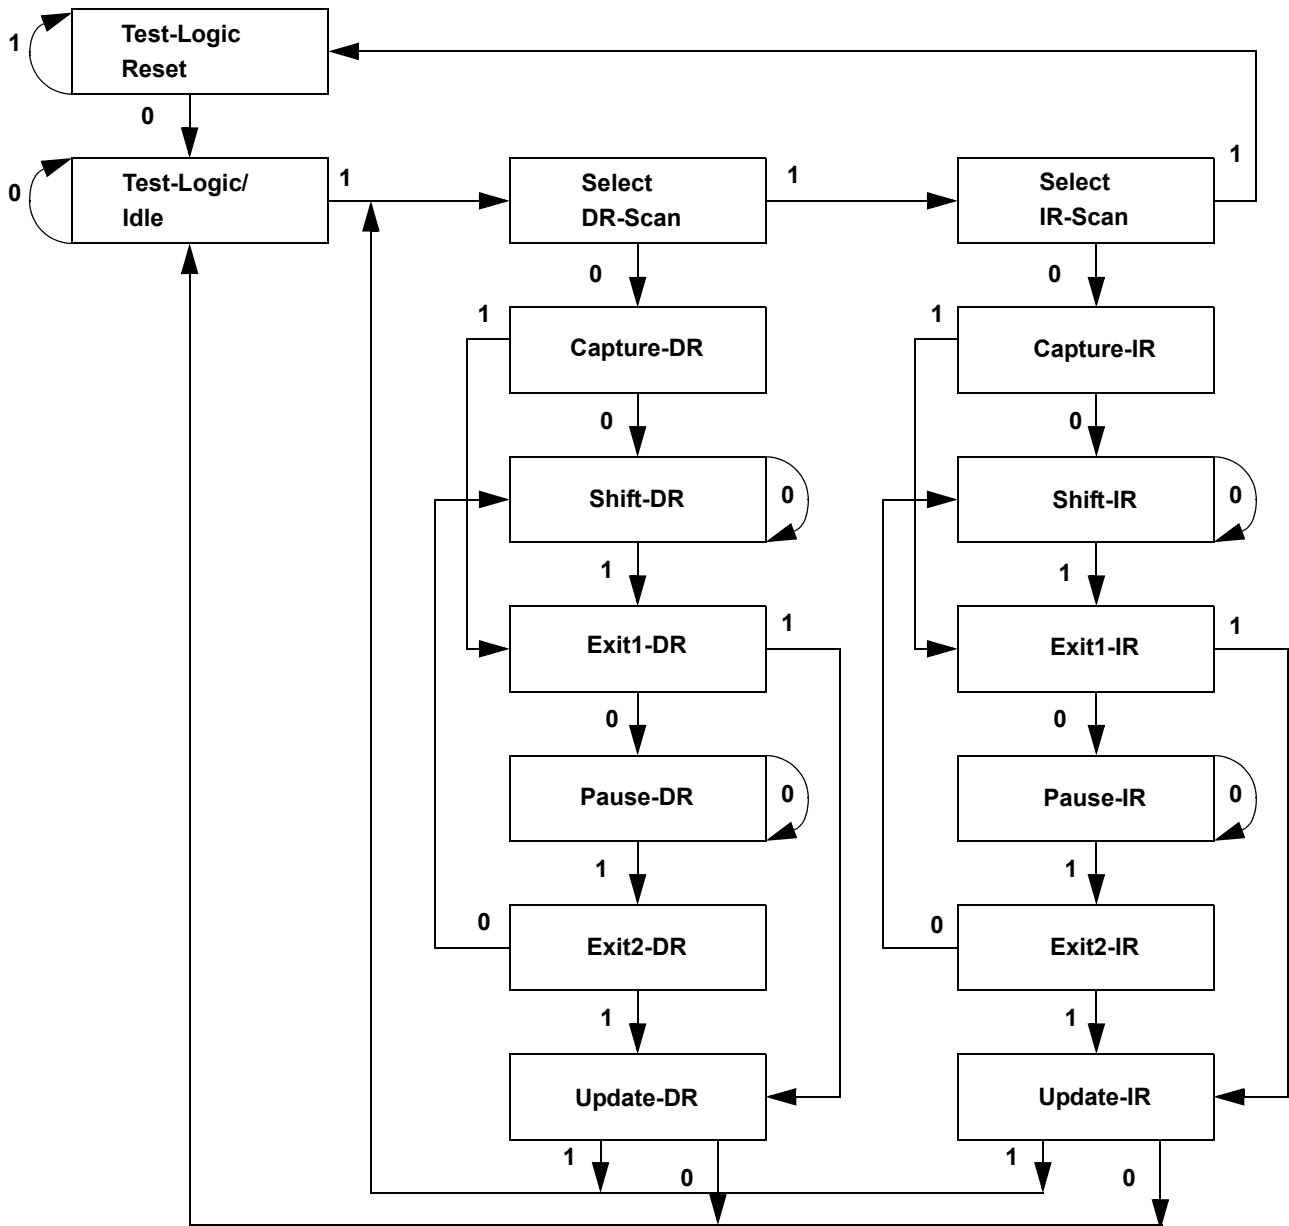 Test-Logic
Reset
1
0
Test-Logic/
Idle
0
1
Select
DR-Scan
1
Select
IR-Scan
1
0
0
1
Capture-DR
1
Capture-IR
0
0
Shift-DR
0
Shift-IR
0
1
1
Exit1-DR
1
Exit1-IR
1
0
0
Pause-DR
0
Pause-IR
0
1
1
0
Exit2-DR
0
Exit2-IR
1
1
Update-DR
Update-IR
1
0
1
0